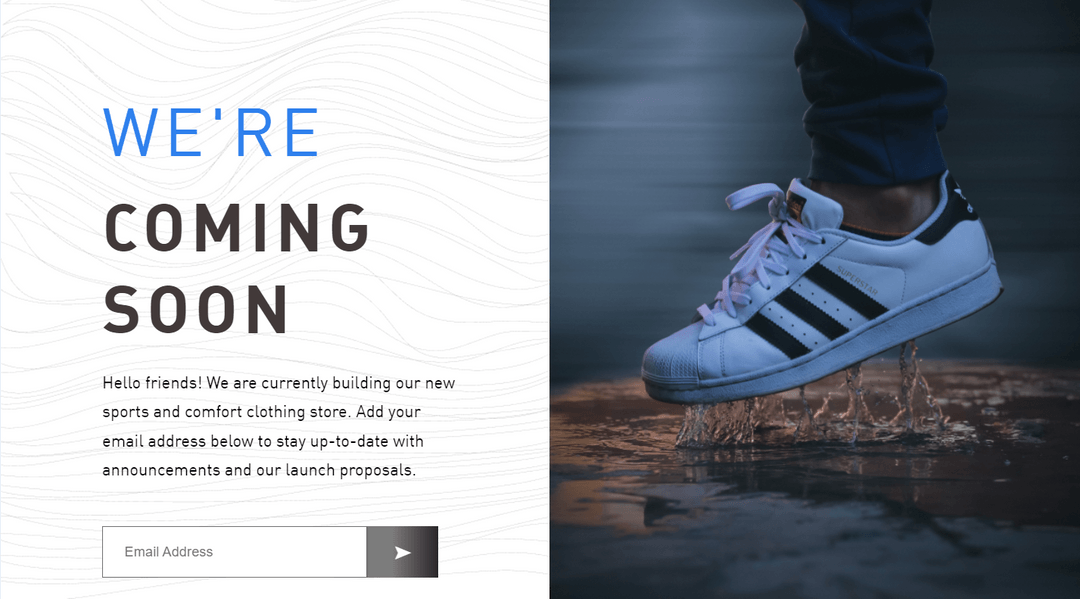 WE'RE
COMING
SOON
Hello friends! We are currently building our new
sports and comfort clothing store. Add your
email address below to stay up-to-date with
announcements and our launch proposals.
Email Address
SUPERSTAR